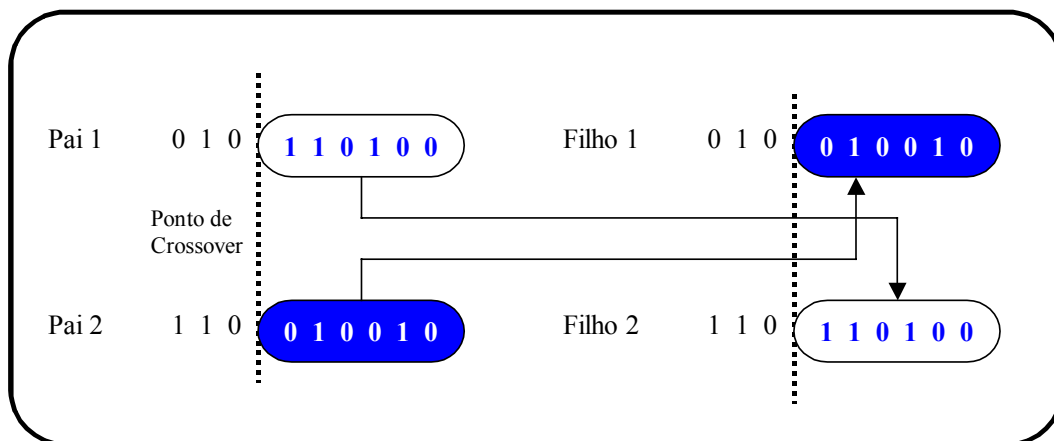 Pai 1 0 1 0 1 1 0 1 0 0 Filho 1 0 1 0 0 1 0 0 1 0
Ponto de
Crossover
Pai 2 1 1 0 0 1 0 0 1 0 Filho 2 1 1 0 1 1 0 1 0 0